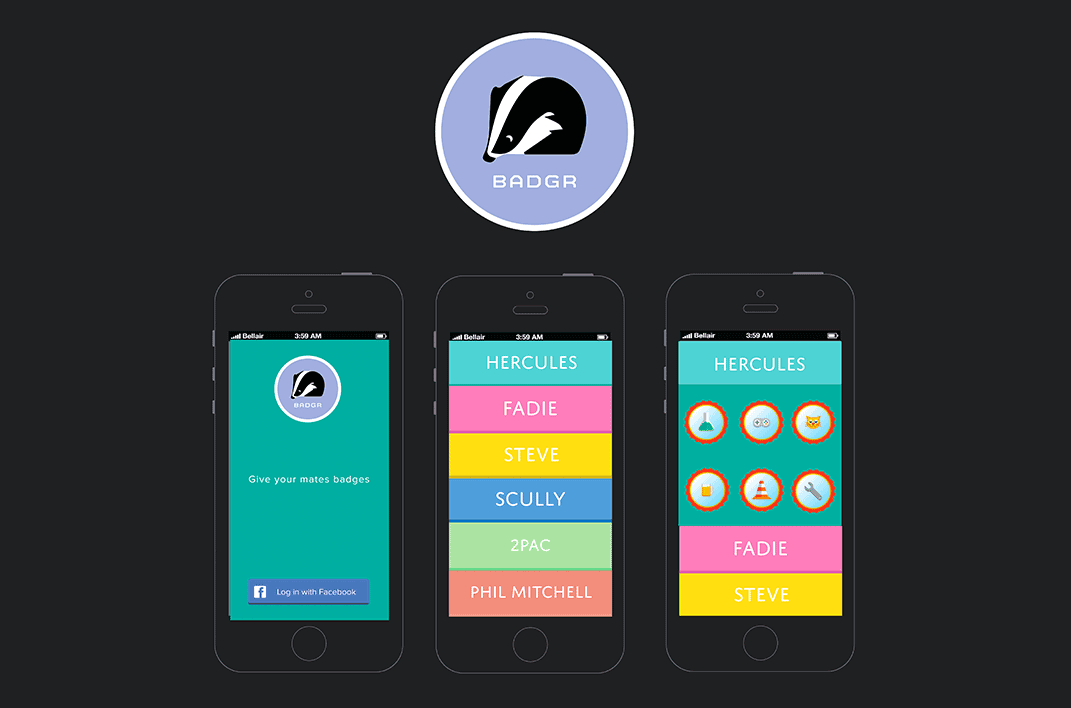 BADGR
Bellair 3:59 AM
BADGR
Give your mates badges
f Log in with Facebook
Bellair 3:59 AM
HERCULES
FADIE
STEVE
SCULLY
2PAC
PHIL MITCHELL
Bellair 3:59 AM
HERCULES
FADIE
STEVE